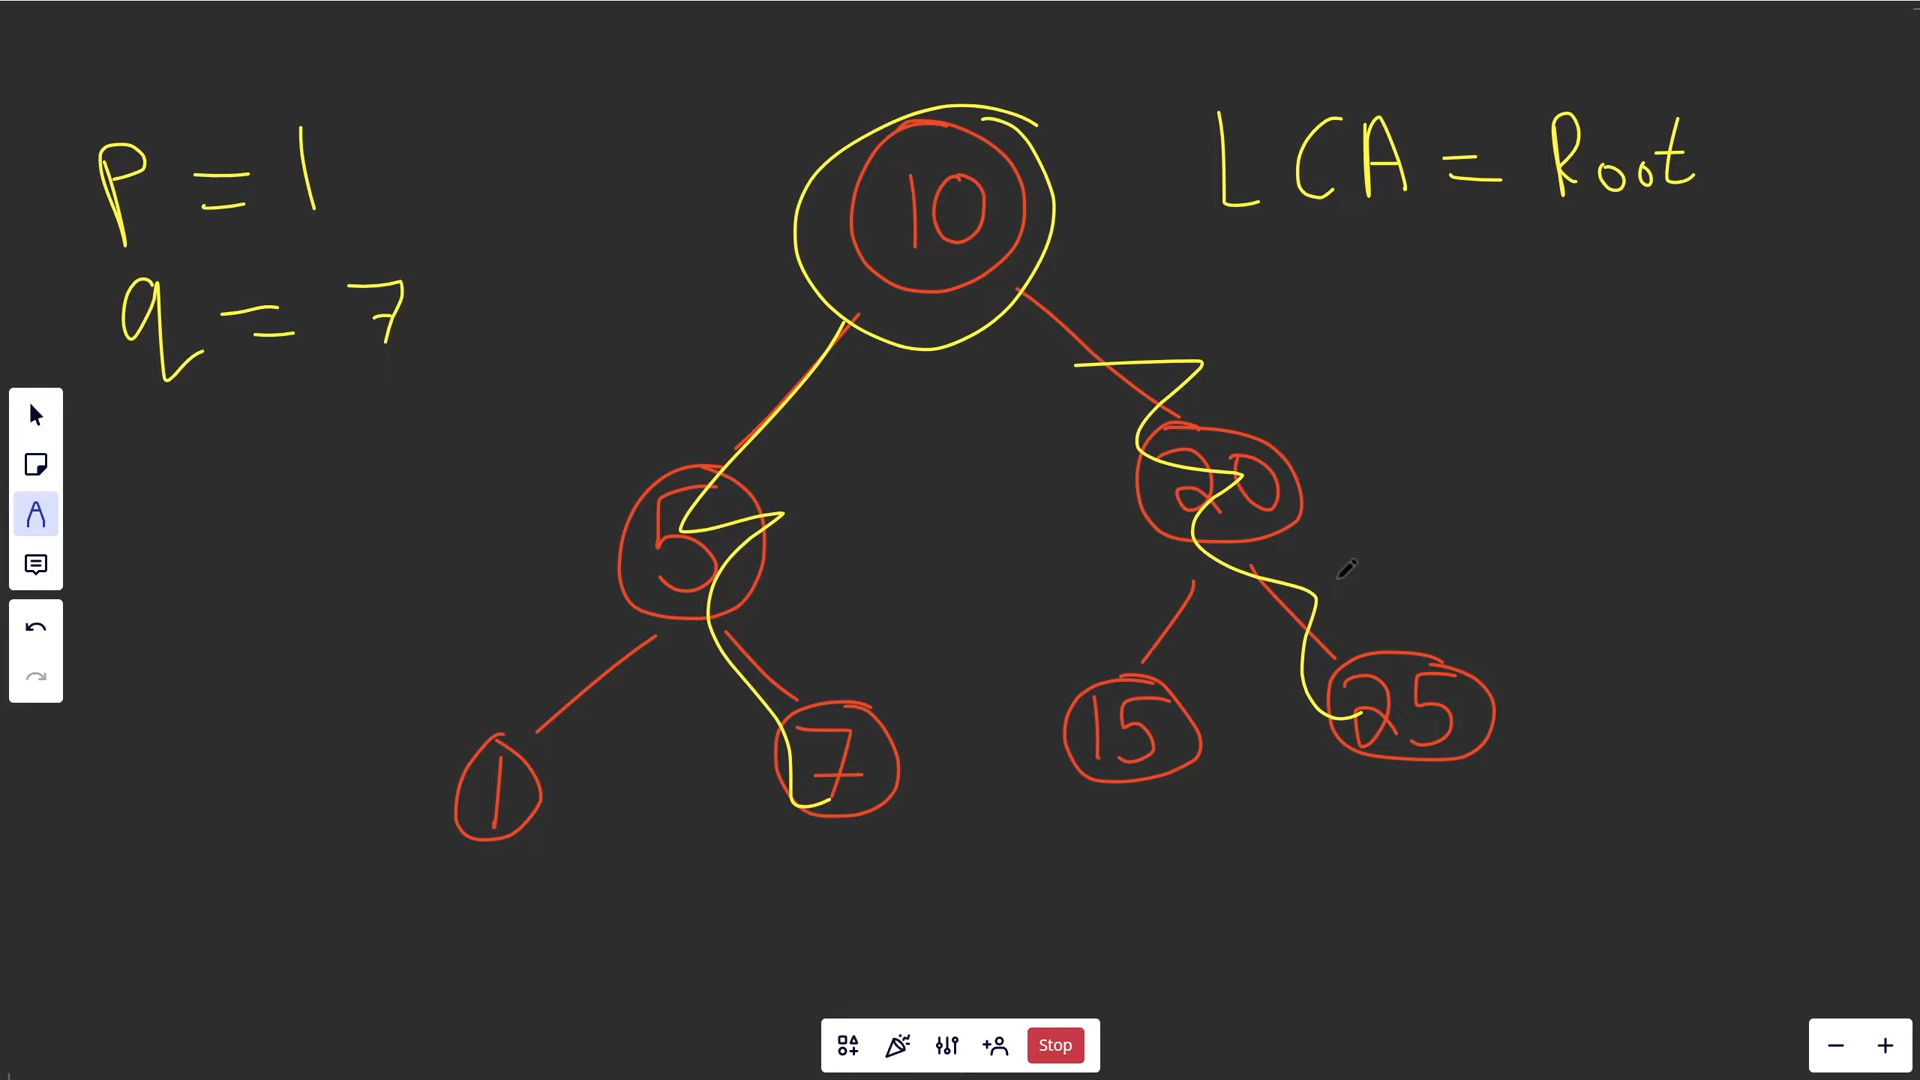 P = 1
q = 7
LCA = Root
10
5
20
1
7
15
25
Stop